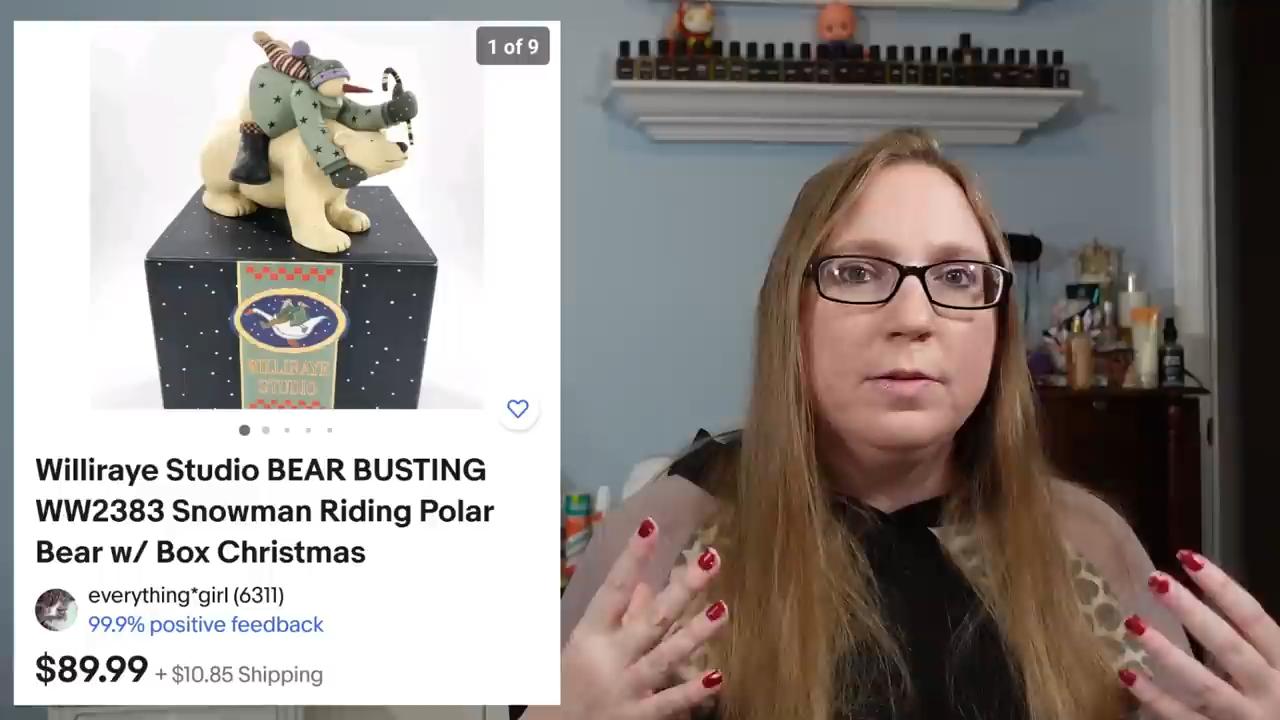 1 of 9
WILLIRAYE
STUDIO
Williraye Studio BEAR BUSTING
WW2383 Snowman Riding Polar
Bear w/ Box Christmas
everything*girl (6311)
99.9% positive feedback
$89.99 + $10.85 Shipping